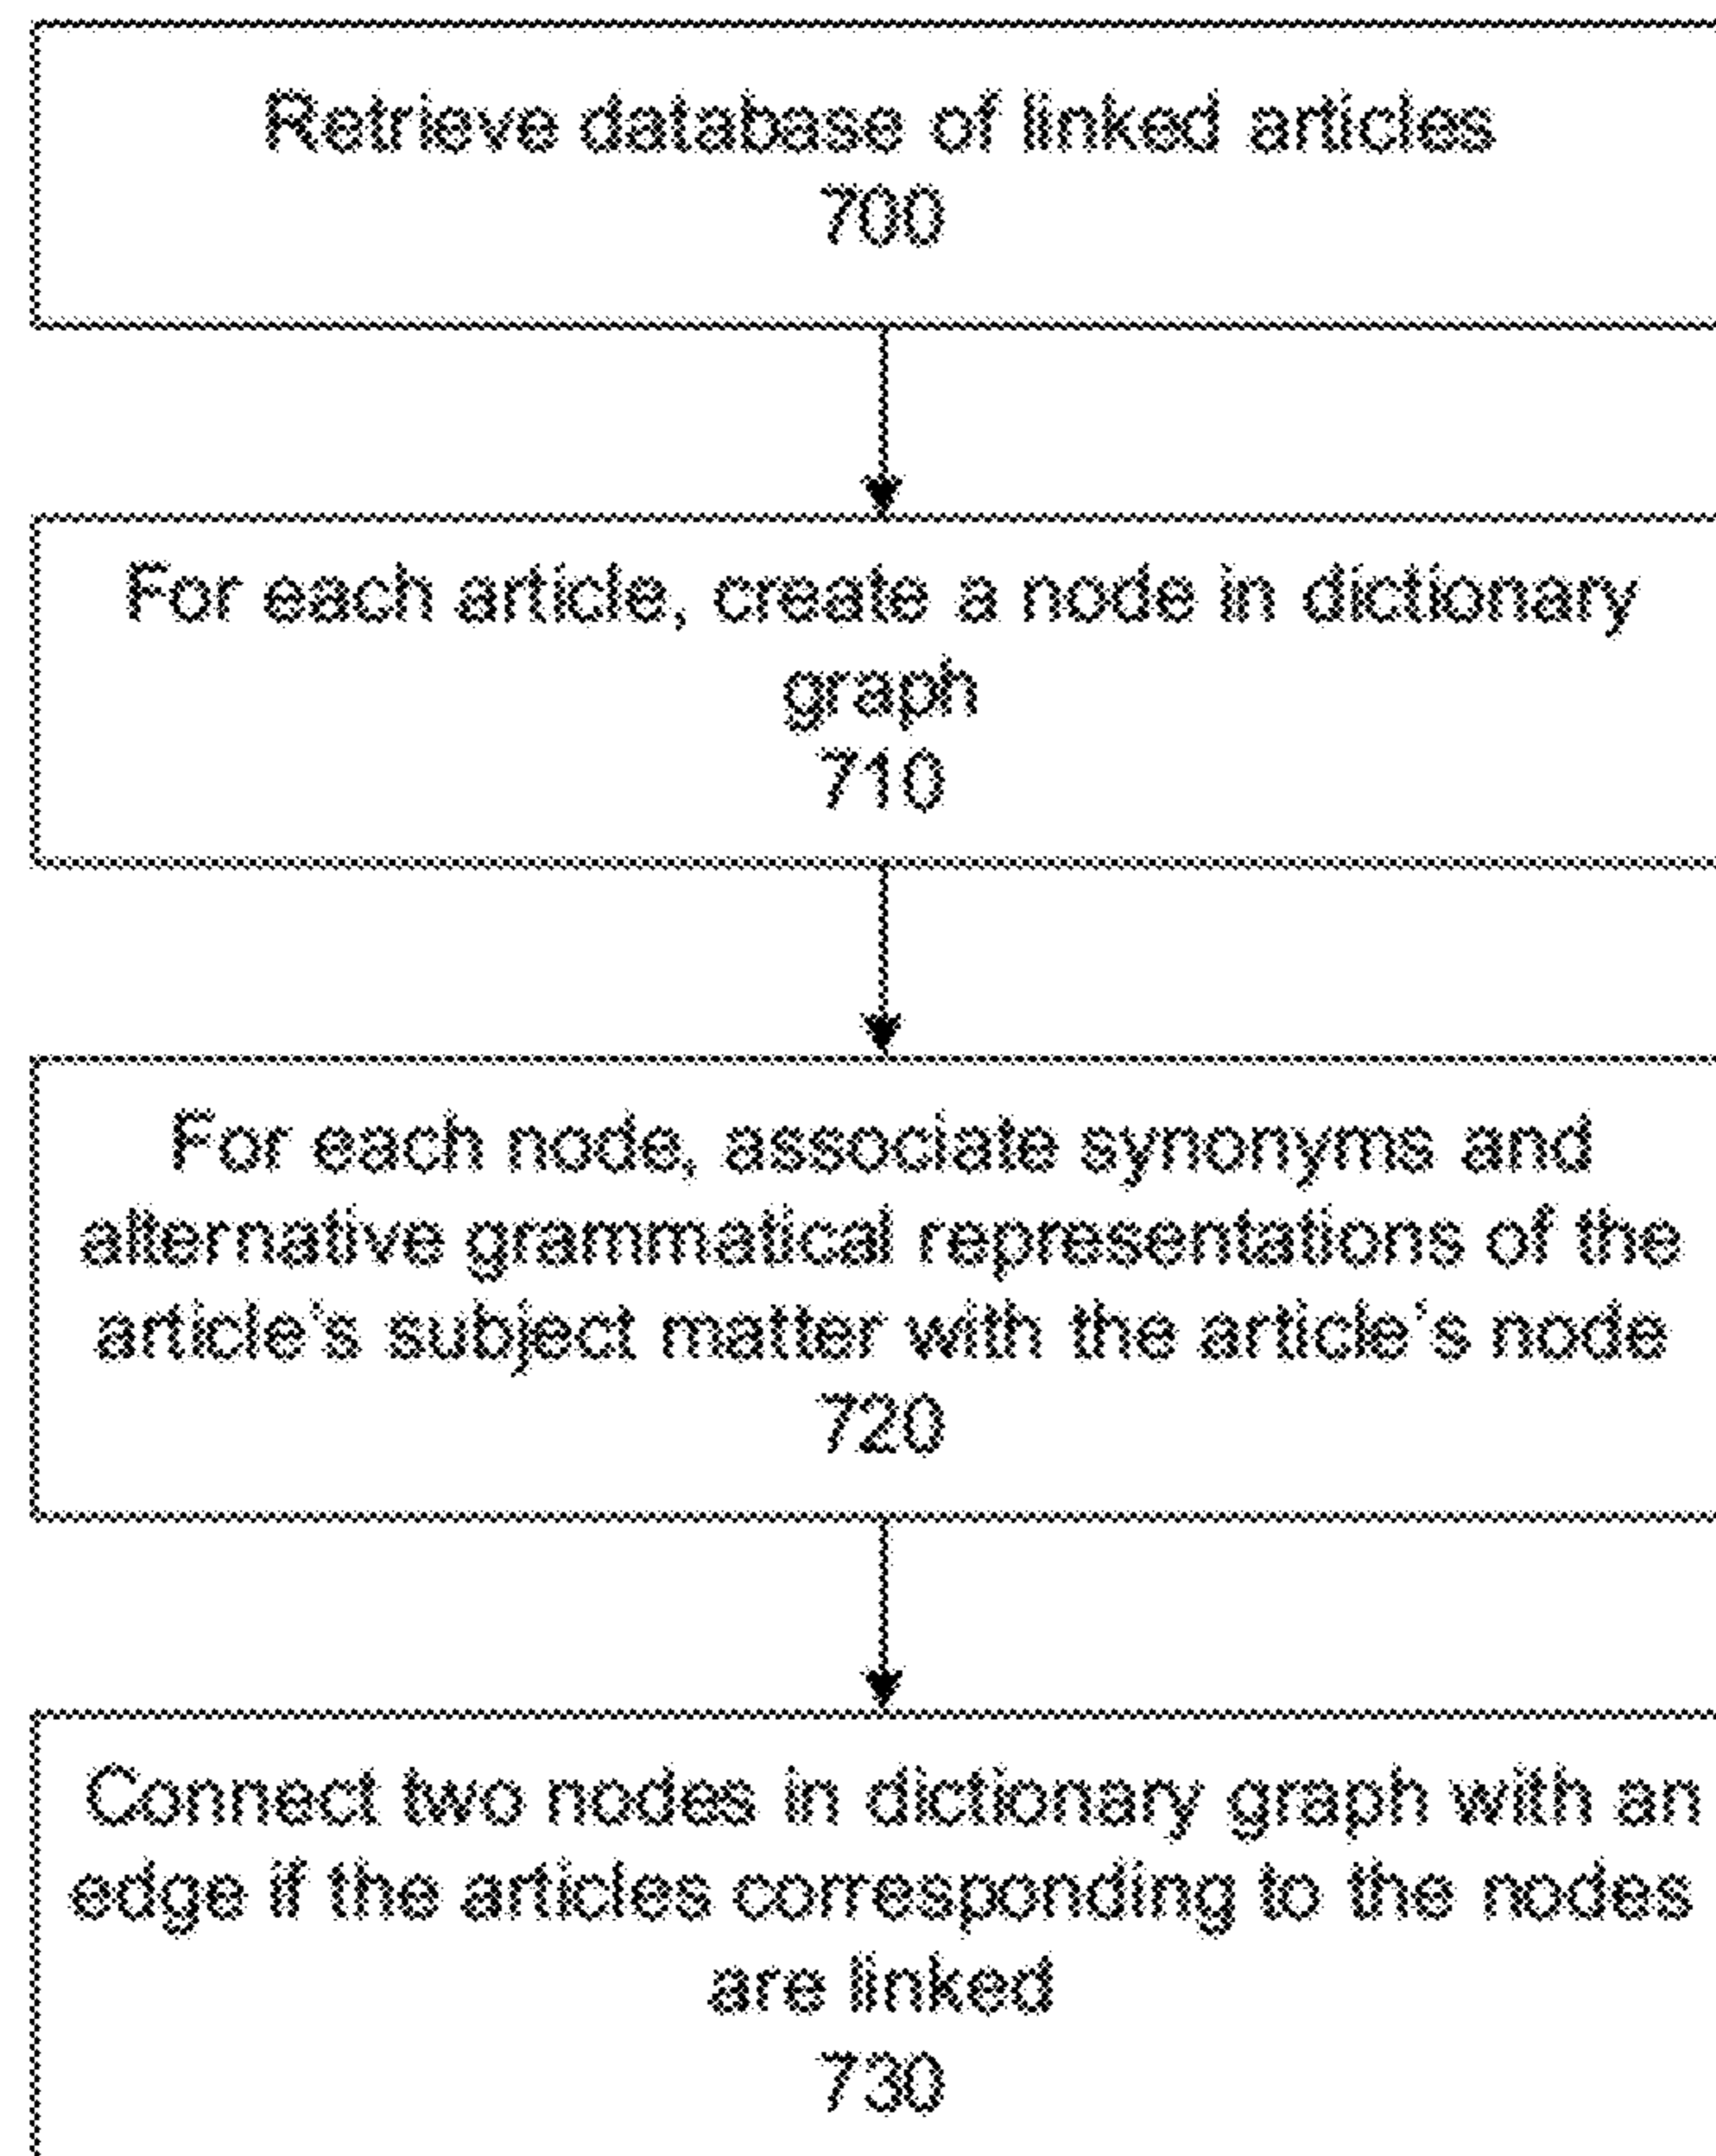 Retrieve database of linked articles
700
For each article, create a node in dictionary
graph
710
For each node, associate synonyms and
alternative grammatical representations of the
article's subject matter with the article's node
720
Connect two nodes in dictionary graph with an
edge if the articles corresponding to the nodes
are linked
730